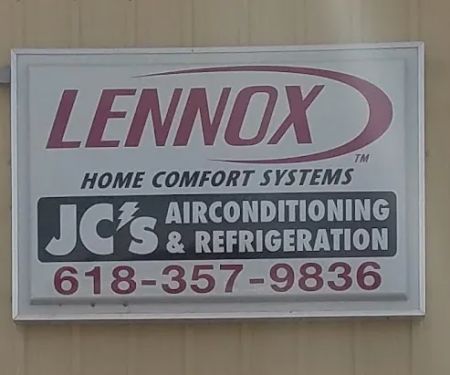 LENNOX TM
HOME COMFORT SYSTEMS
JC's AIRCONDITIONING
& REFRIGERATION
618-357-9836